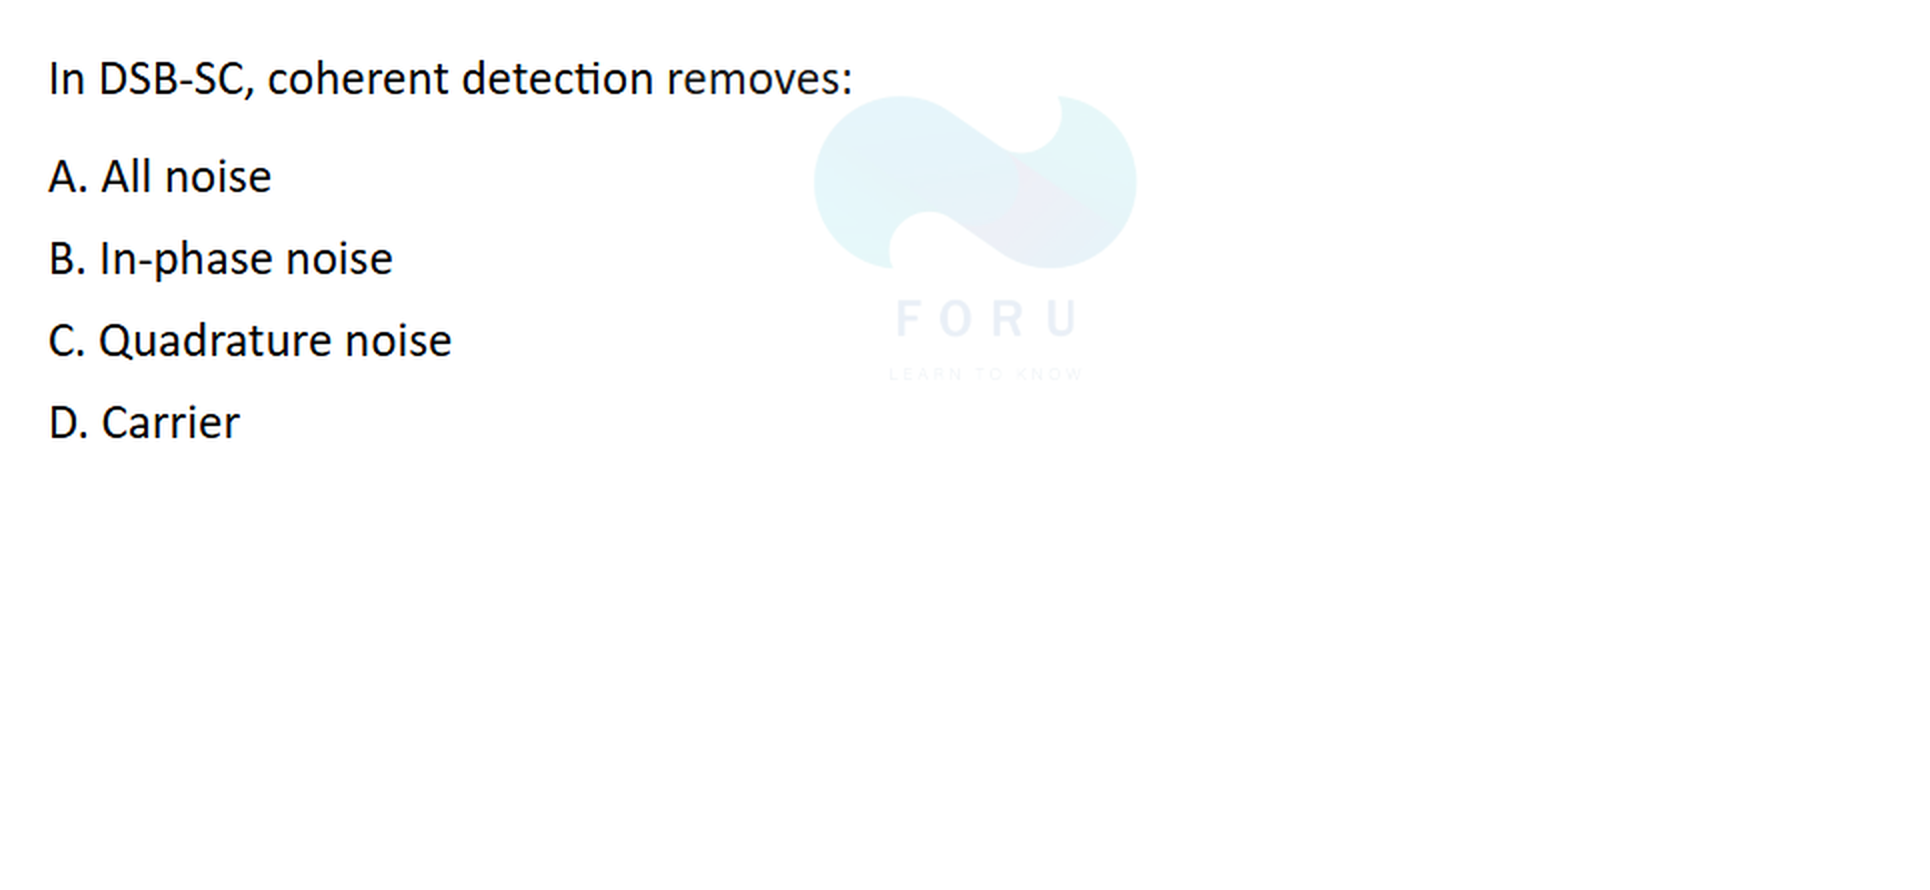 In DSB-SC, coherent detection removes:
A. All noise
B. In-phase noise
C. Quadrature noise
D. Carrier
FORU
LEARN TO KNOW